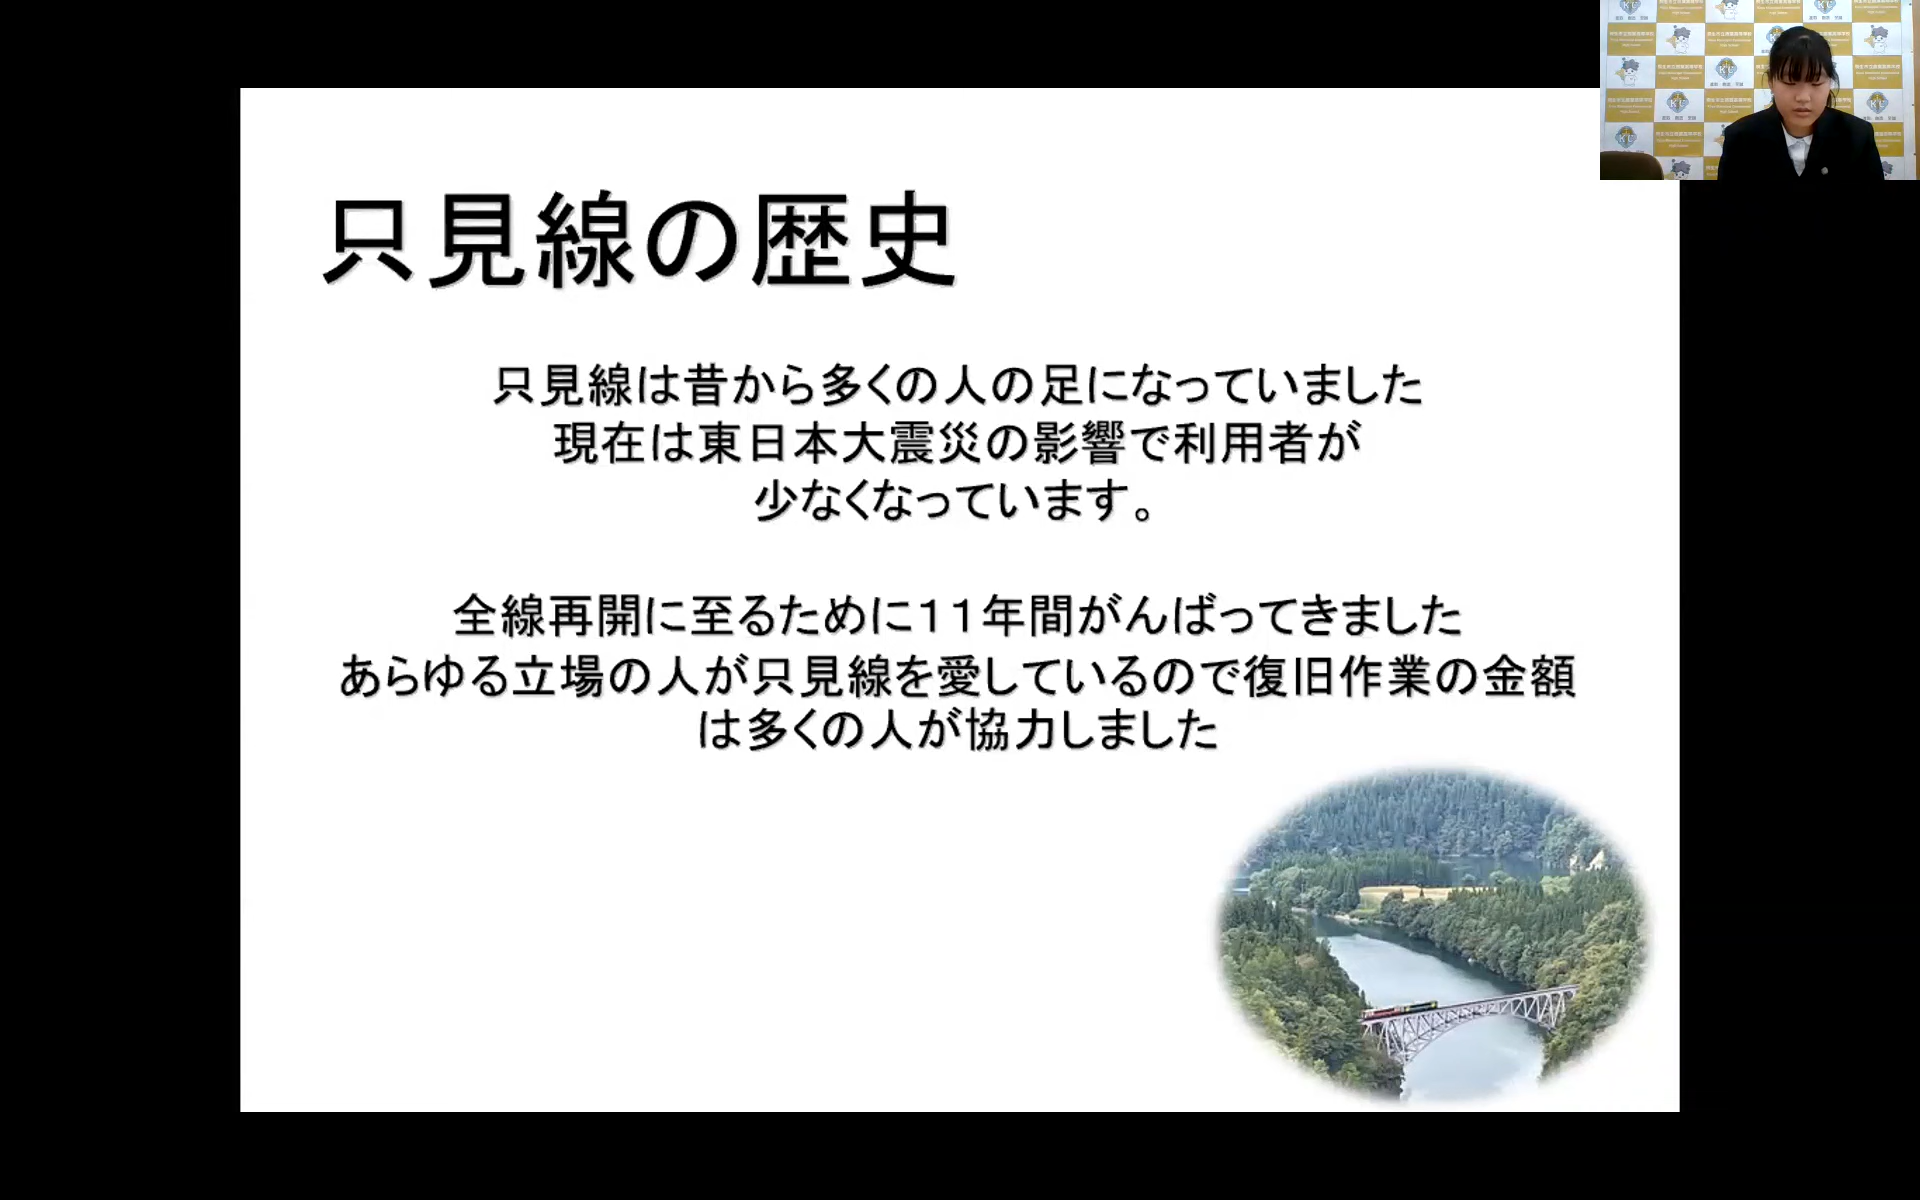 只見線の歴史
只見線は昔から多くの人の足になっていました
現在は東日本大震災の影響で利用者が
少なくなっています。
全線再開に至るために１１年間がんばってきました
あらゆる立場の人が只見線を愛しているので復旧作業の金額
は多くの人が協力しました